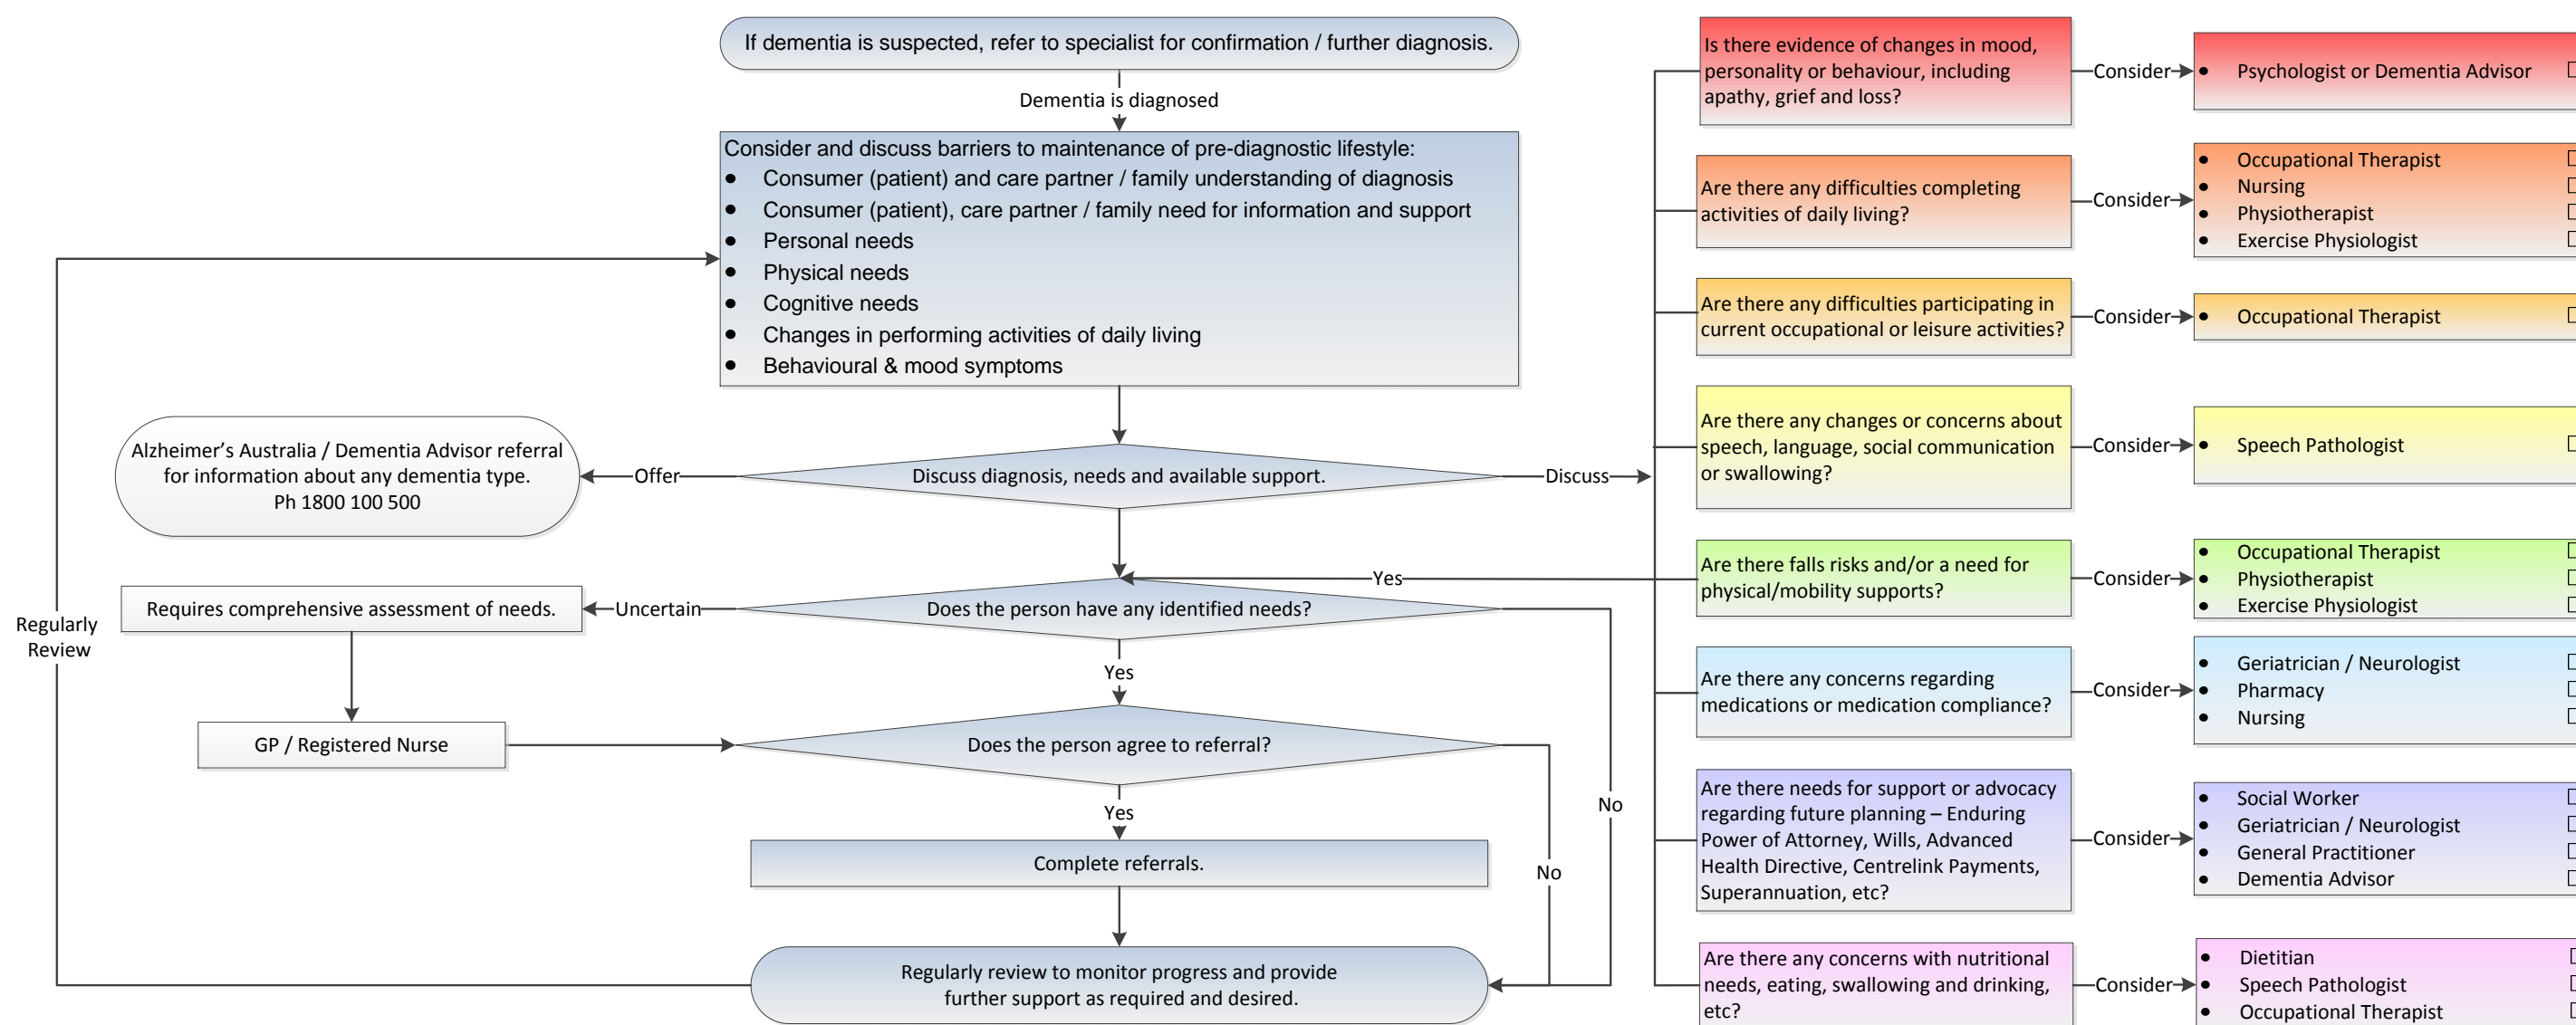 If dementia is suspected, refer to specialist for confirmation / further diagnosis.
Dementia is diagnosed
Consider and discuss barriers to maintenance of pre-diagnostic lifestyle:
• Consumer (patient) and care partner / family understanding of diagnosis
• Consumer (patient), care partner / family need for information and support
• Personal needs
• Physical needs
• Cognitive needs
• Changes in performing activities of daily living
• Behavioural & mood symptoms
Alzheimer's Australia / Dementia Advisor referral
for information about any dementia type.
Ph 1800 100 500
Offer
Discuss diagnosis, needs and available support.
Discuss
Requires comprehensive assessment of needs.
Uncertain
Does the person have any identified needs?
Yes
Regularly
Review
Yes
GP / Registered Nurse
Does the person agree to referral?
Yes
No
No
Complete referrals.
Regularly review to monitor progress and provide
further support as required and desired.
Is there evidence of changes in mood,
personality or behaviour, including
apathy, grief and loss?
Consider
• Psychologist or Dementia Advisor
Are there any difficulties completing
activities of daily living?
Consider
• Occupational Therapist
• Nursing
• Physiotherapist
• Exercise Physiologist
Are there any difficulties participating in
current occupational or leisure activities?
Consider
• Occupational Therapist
Are there any changes or concerns about
speech, language, social communication
or swallowing?
Consider
• Speech Pathologist
Are there falls risks and/or a need for
physical/mobility supports?
Consider
• Occupational Therapist
• Physiotherapist
• Exercise Physiologist
Are there any concerns regarding
medications or medication compliance?
Consider
• Geriatrician / Neurologist
• Pharmacy
• Nursing
Are there needs for support or advocacy
regarding future planning – Enduring
Power of Attorney, Wills, Advanced
Health Directive, Centrelink Payments,
Superannuation, etc?
Consider
• Social Worker
• Geriatrician / Neurologist
• General Practitioner
• Dementia Advisor
Are there any concerns with nutritional
needs, eating, swallowing and drinking,
etc?
Consider
• Dietitian
• Speech Pathologist
• Occupational Therapist